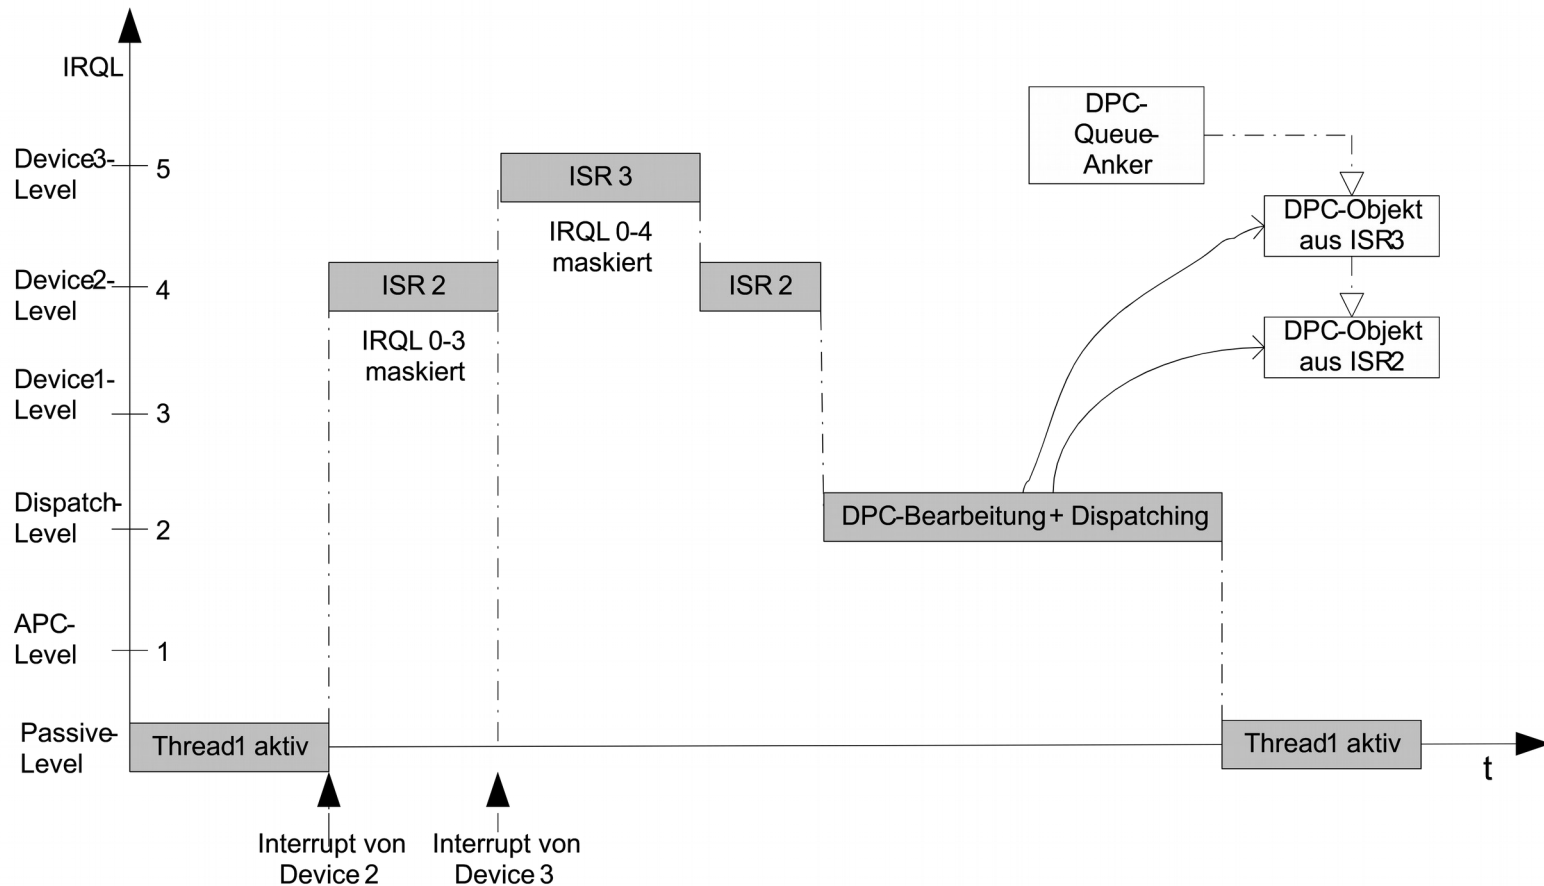 IRQL
DPC-
Queue-
Anker
Device3-
Level
5
ISR 3
DPC-Objekt
aus ISR3
IRQL 0-4
maskiert
Device2-
Level
4
ISR 2
ISR 2
DPC-Objekt
aus ISR2
IRQL 0-3
maskiert
Device1-
Level
3
Dispatch-
Level
2
DPC-Bearbeitung+ Dispatching
APC-
Level
1
Passive-
Level
Thread1 aktiv
Thread1 aktiv
t
Interrupt von
Device 2
Interrupt von
Device 3